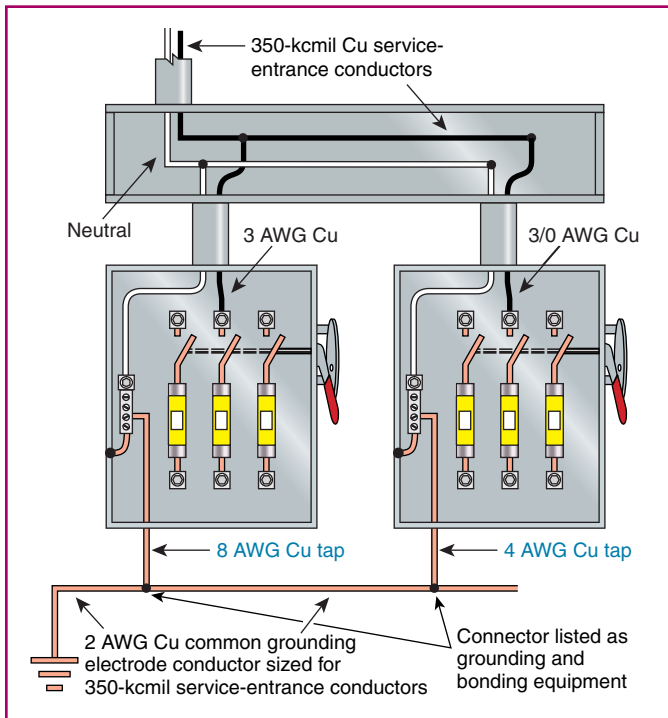 350-kcmil Cu service-
entrance conductors
Neutral
3 AWG Cu
3/0 AWG Cu
8 AWG Cu tap
4 AWG Cu tap
2 AWG Cu common grounding
electrode conductor sized for
350-kcmil service-entrance conductors
Connector listed as
grounding and
bonding equipment